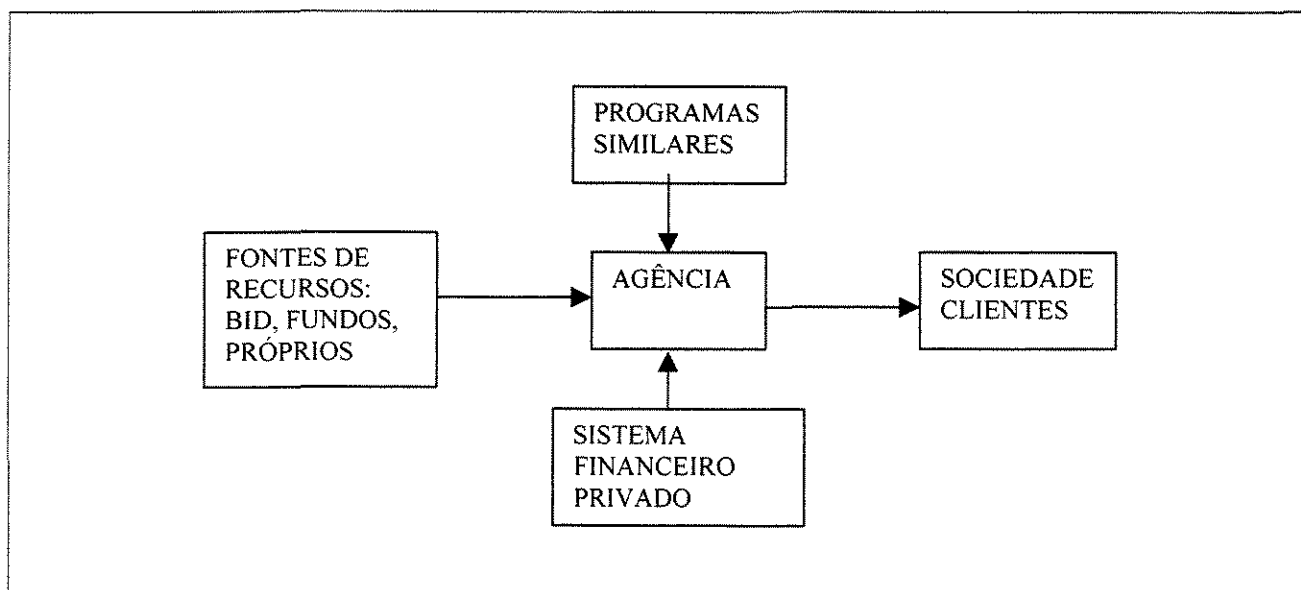 PROGRAMAS
SIMILARES
FONTES DE
RECURSOS:
BID, FUNDOS,
PRÓPRIOS
AGÊNCIA
SOCIEDADE
CLIENTES
SISTEMA
FINANCEIRO
PRIVADO